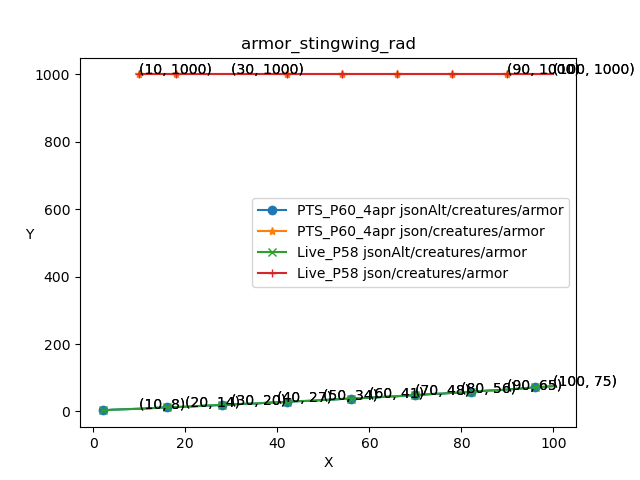 armor_stingwing_rad
Y
1000
800
600
400
200
0
(10, 1000)
(30, 1000)
(90, 1000)
(100, 1000)
PTS_P60_4apr jsonAlt/creatures/armor
PTS_P60_4apr json/creatures/armor
Live_P58 jsonAlt/creatures/armor
Live_P58 json/creatures/armor
(10, 8)
(20, 14)
(30, 20)
(40, 27)
(50, 34)
(60, 41)
(70, 48)
(80, 56)
(90, 65)
(100, 75)
0 20 40 60 80 100
X